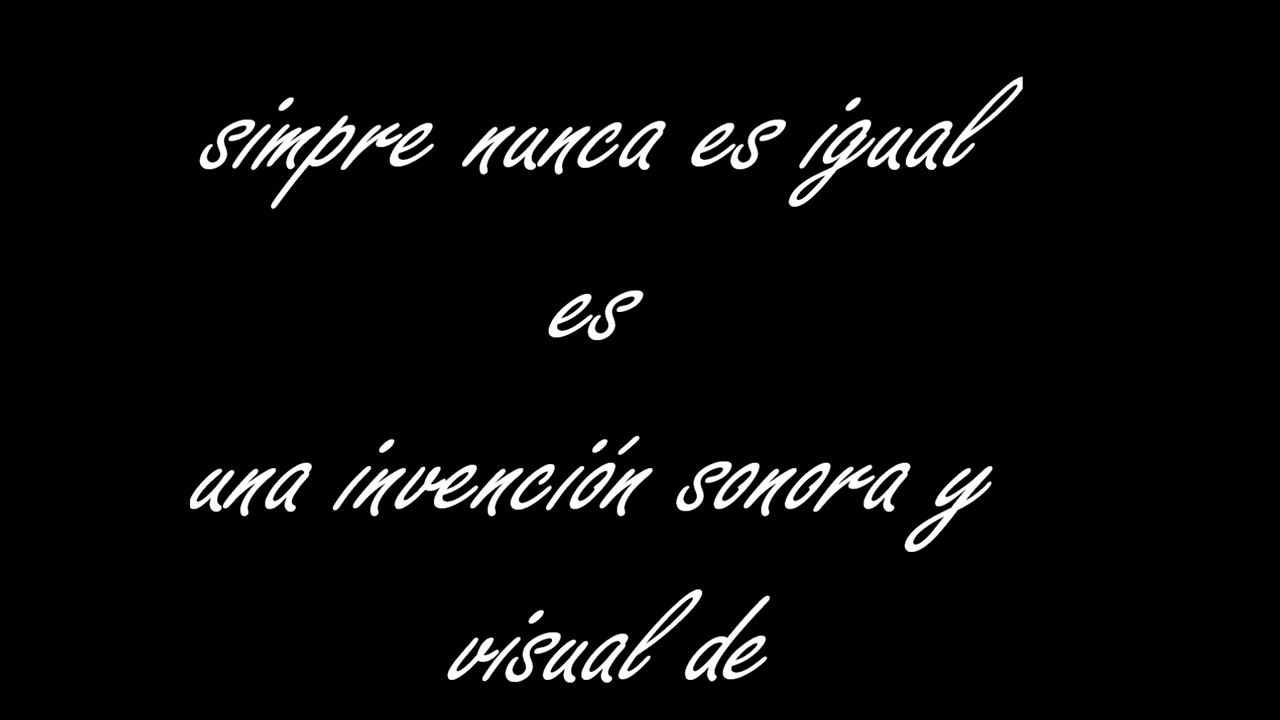 simpre nunca es igual
es
una invención sonora y
visual de